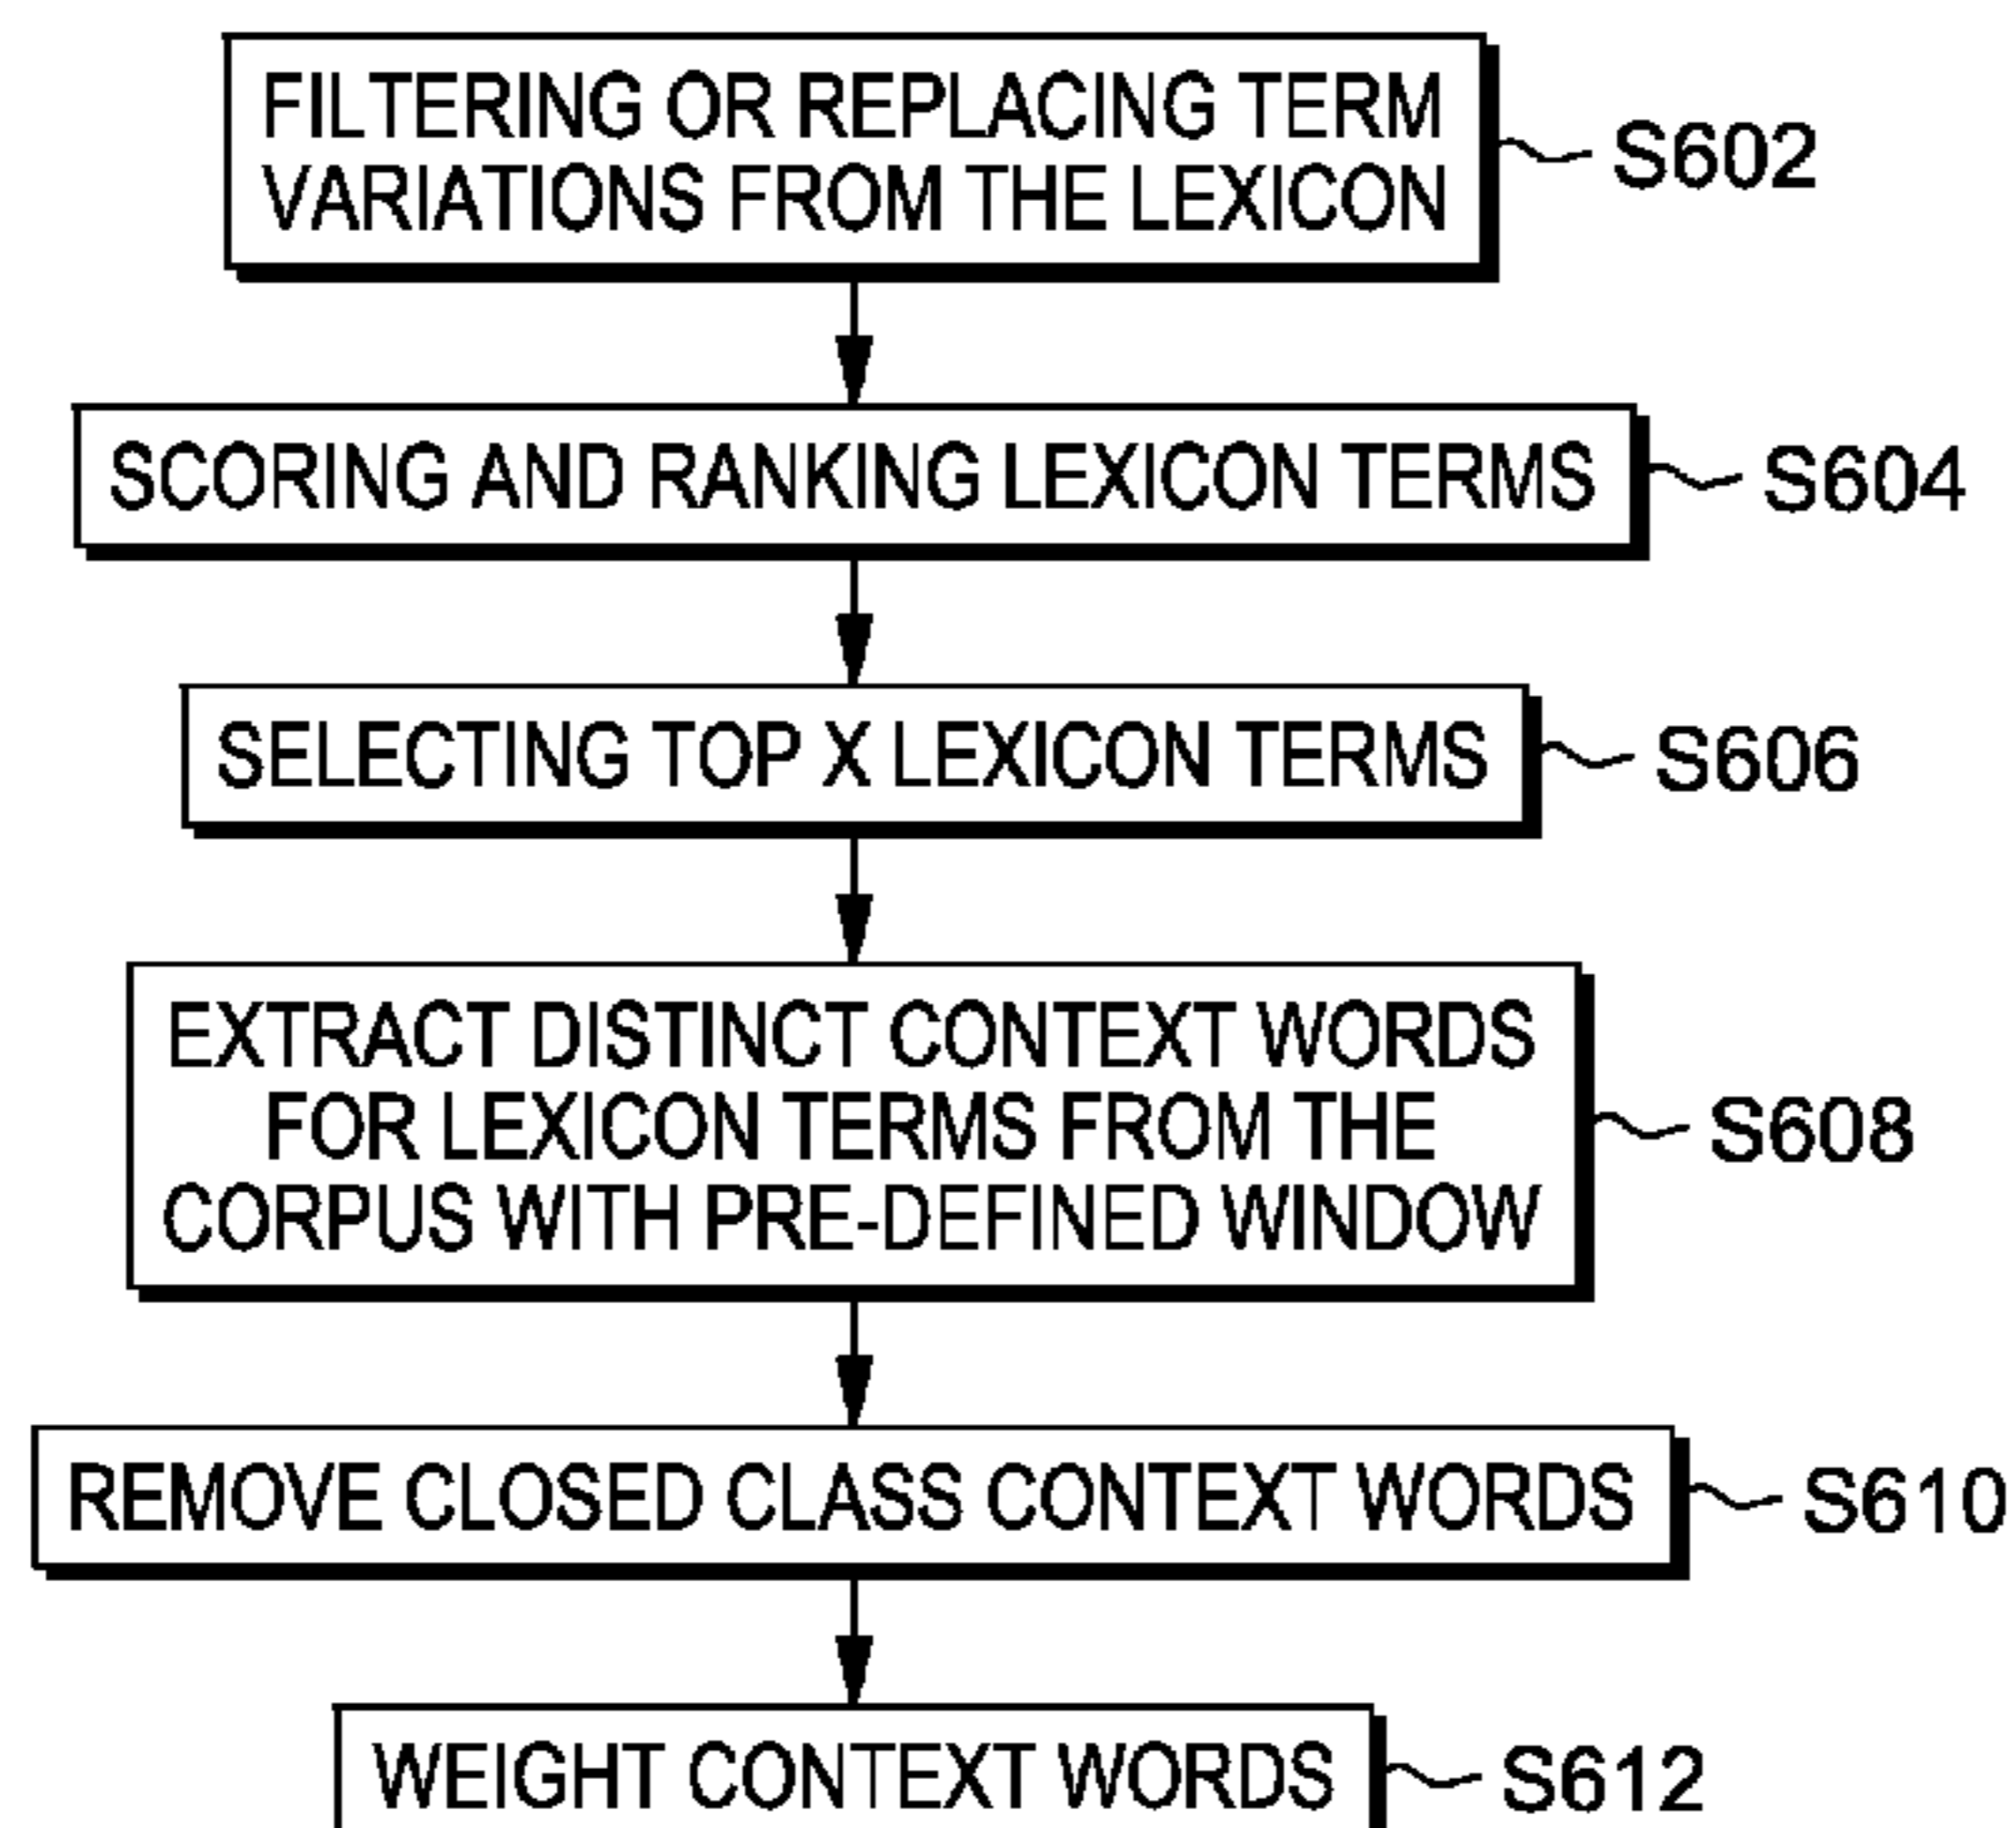 FILTERING OR REPLACING TERM
VARIATIONS FROM THE LEXICON
S602
SCORING AND RANKING LEXICON TERMS
S604
SELECTING TOP X LEXICON TERMS
S606
EXTRACT DISTINCT CONTEXT WORDS
FOR LEXICON TERMS FROM THE
CORPUS WITH PRE-DEFINED WINDOW
S608
REMOVE CLOSED CLASS CONTEXT WORDS
S610
WEIGHT CONTEXT WORDS
S612